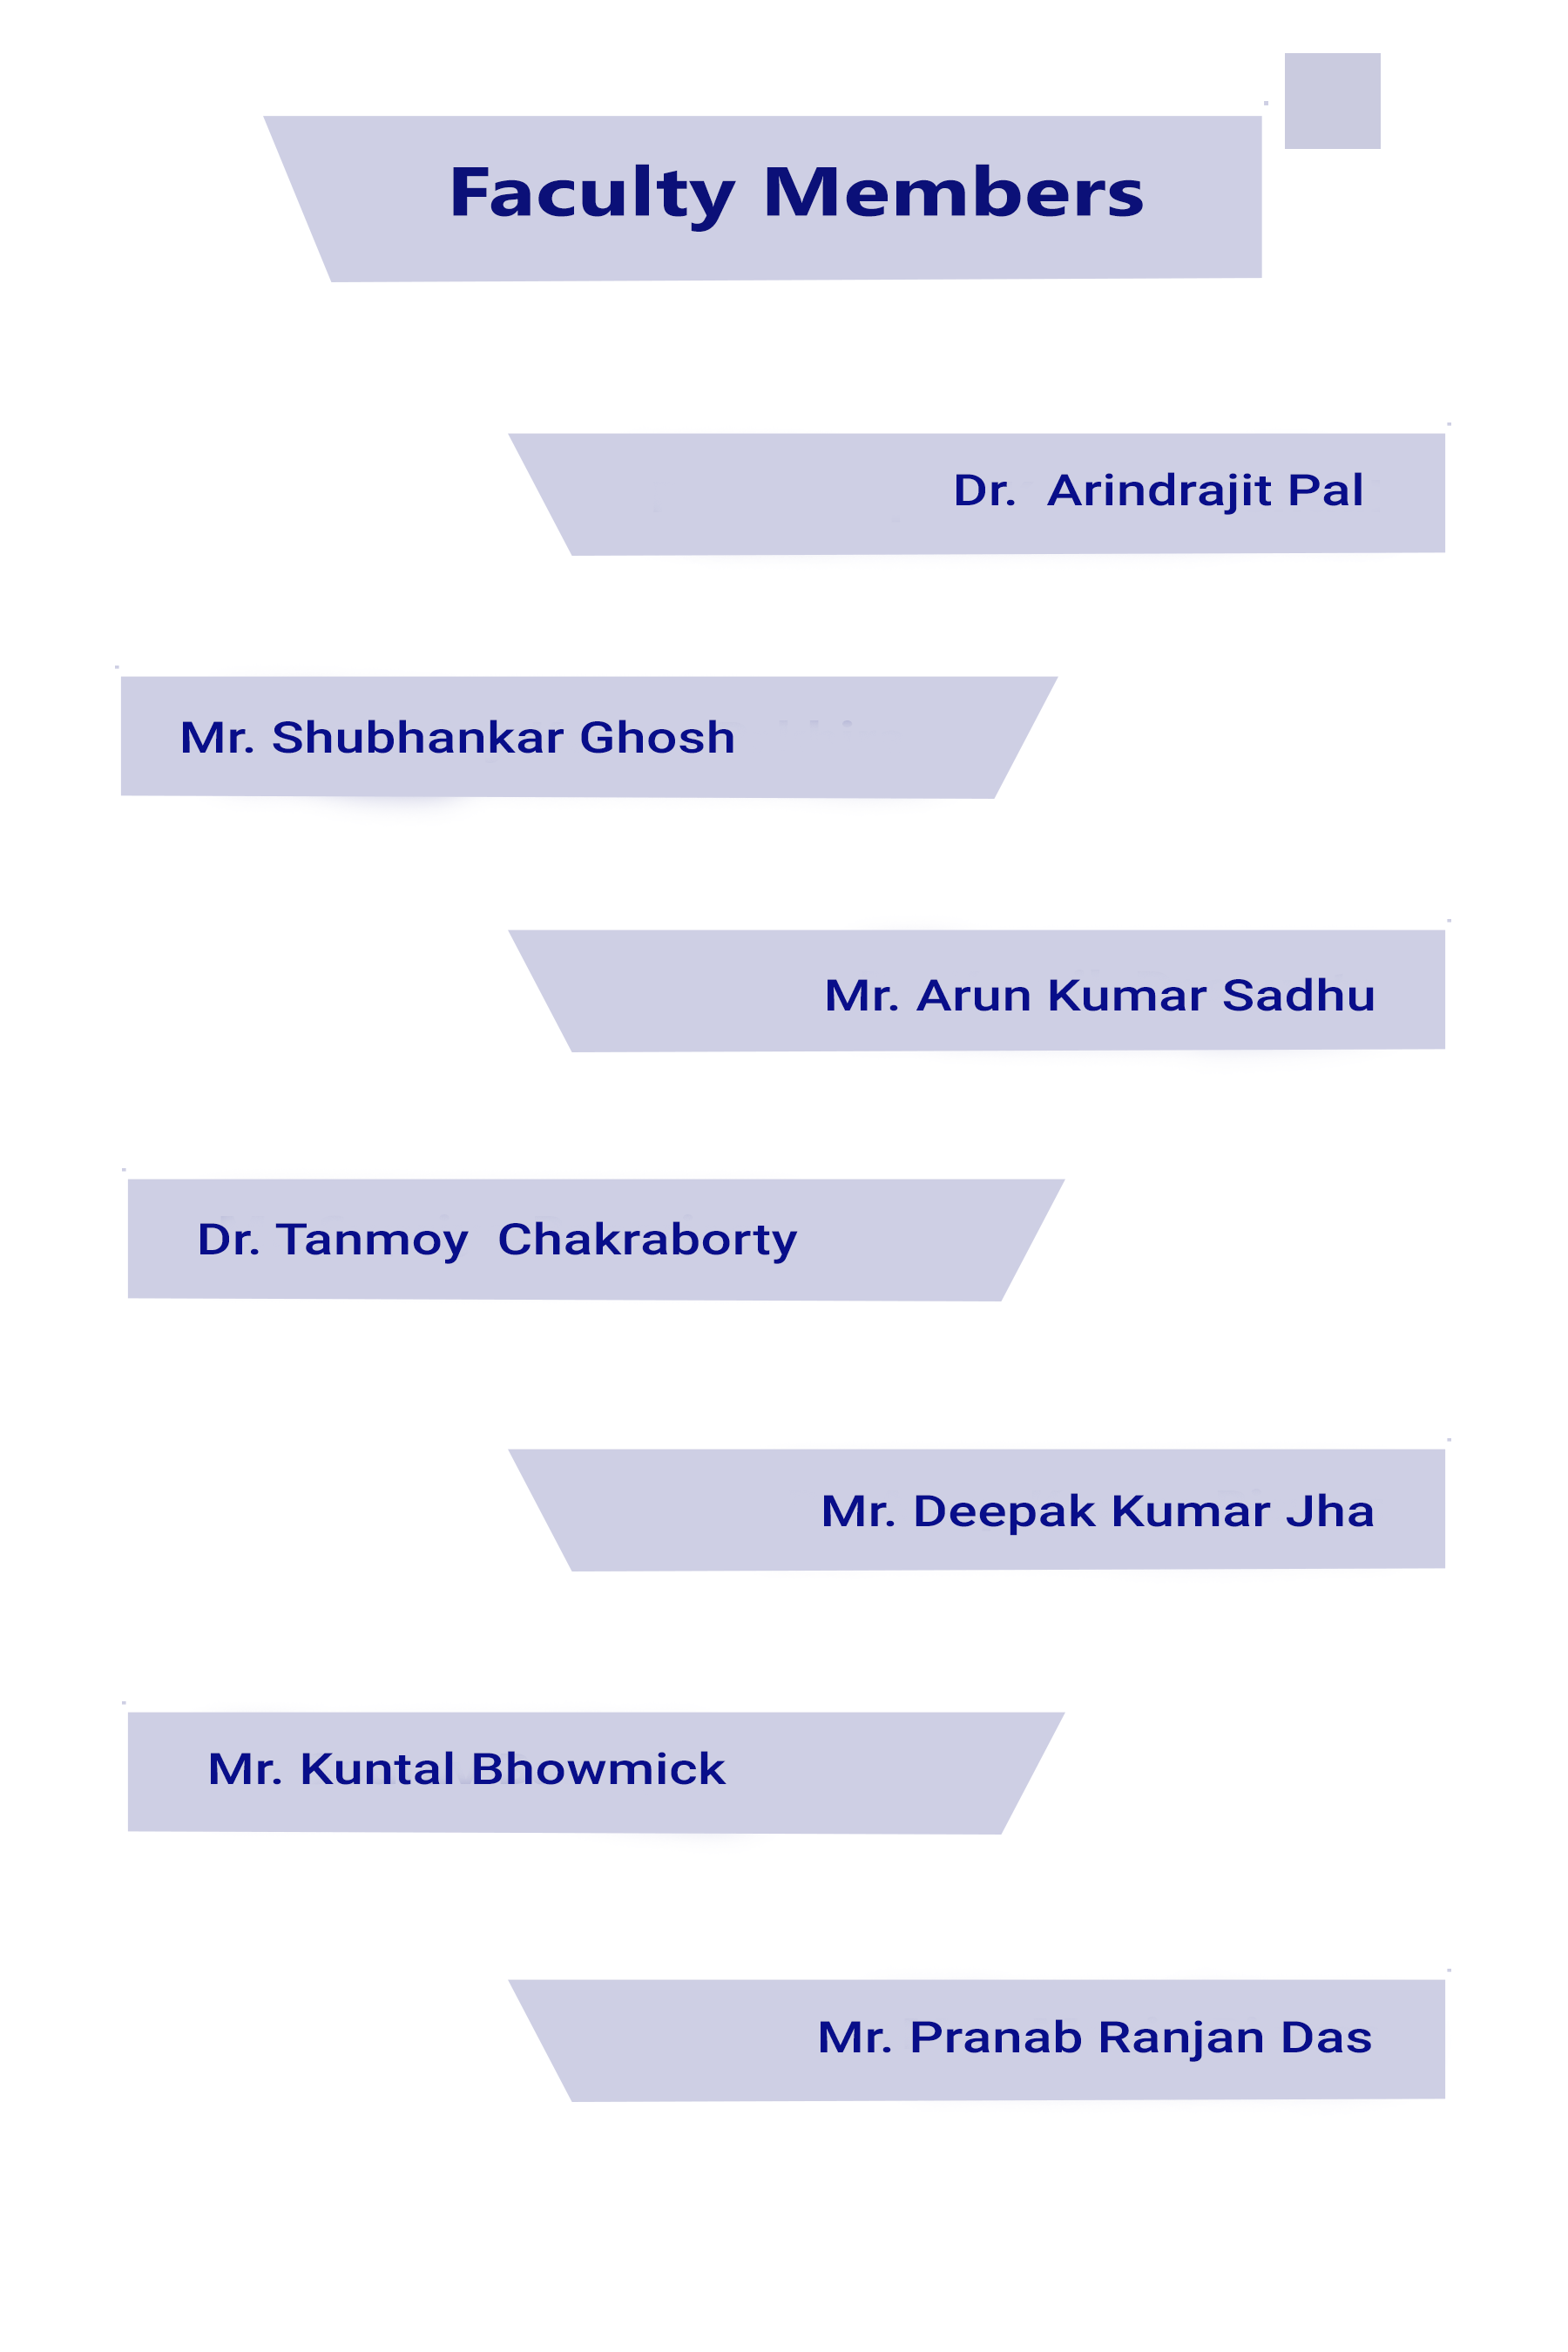 Faculty Members
Dr. Arindrajit Pal
Mr. Shubhankar Ghosh
Mr. Arun Kumar Sadhu
Dr. Tanmoy Chakraborty
Mr. Deepak Kumar Jha
Mr. Kuntal Bhowmick
Mr. Pranab Ranjan Das